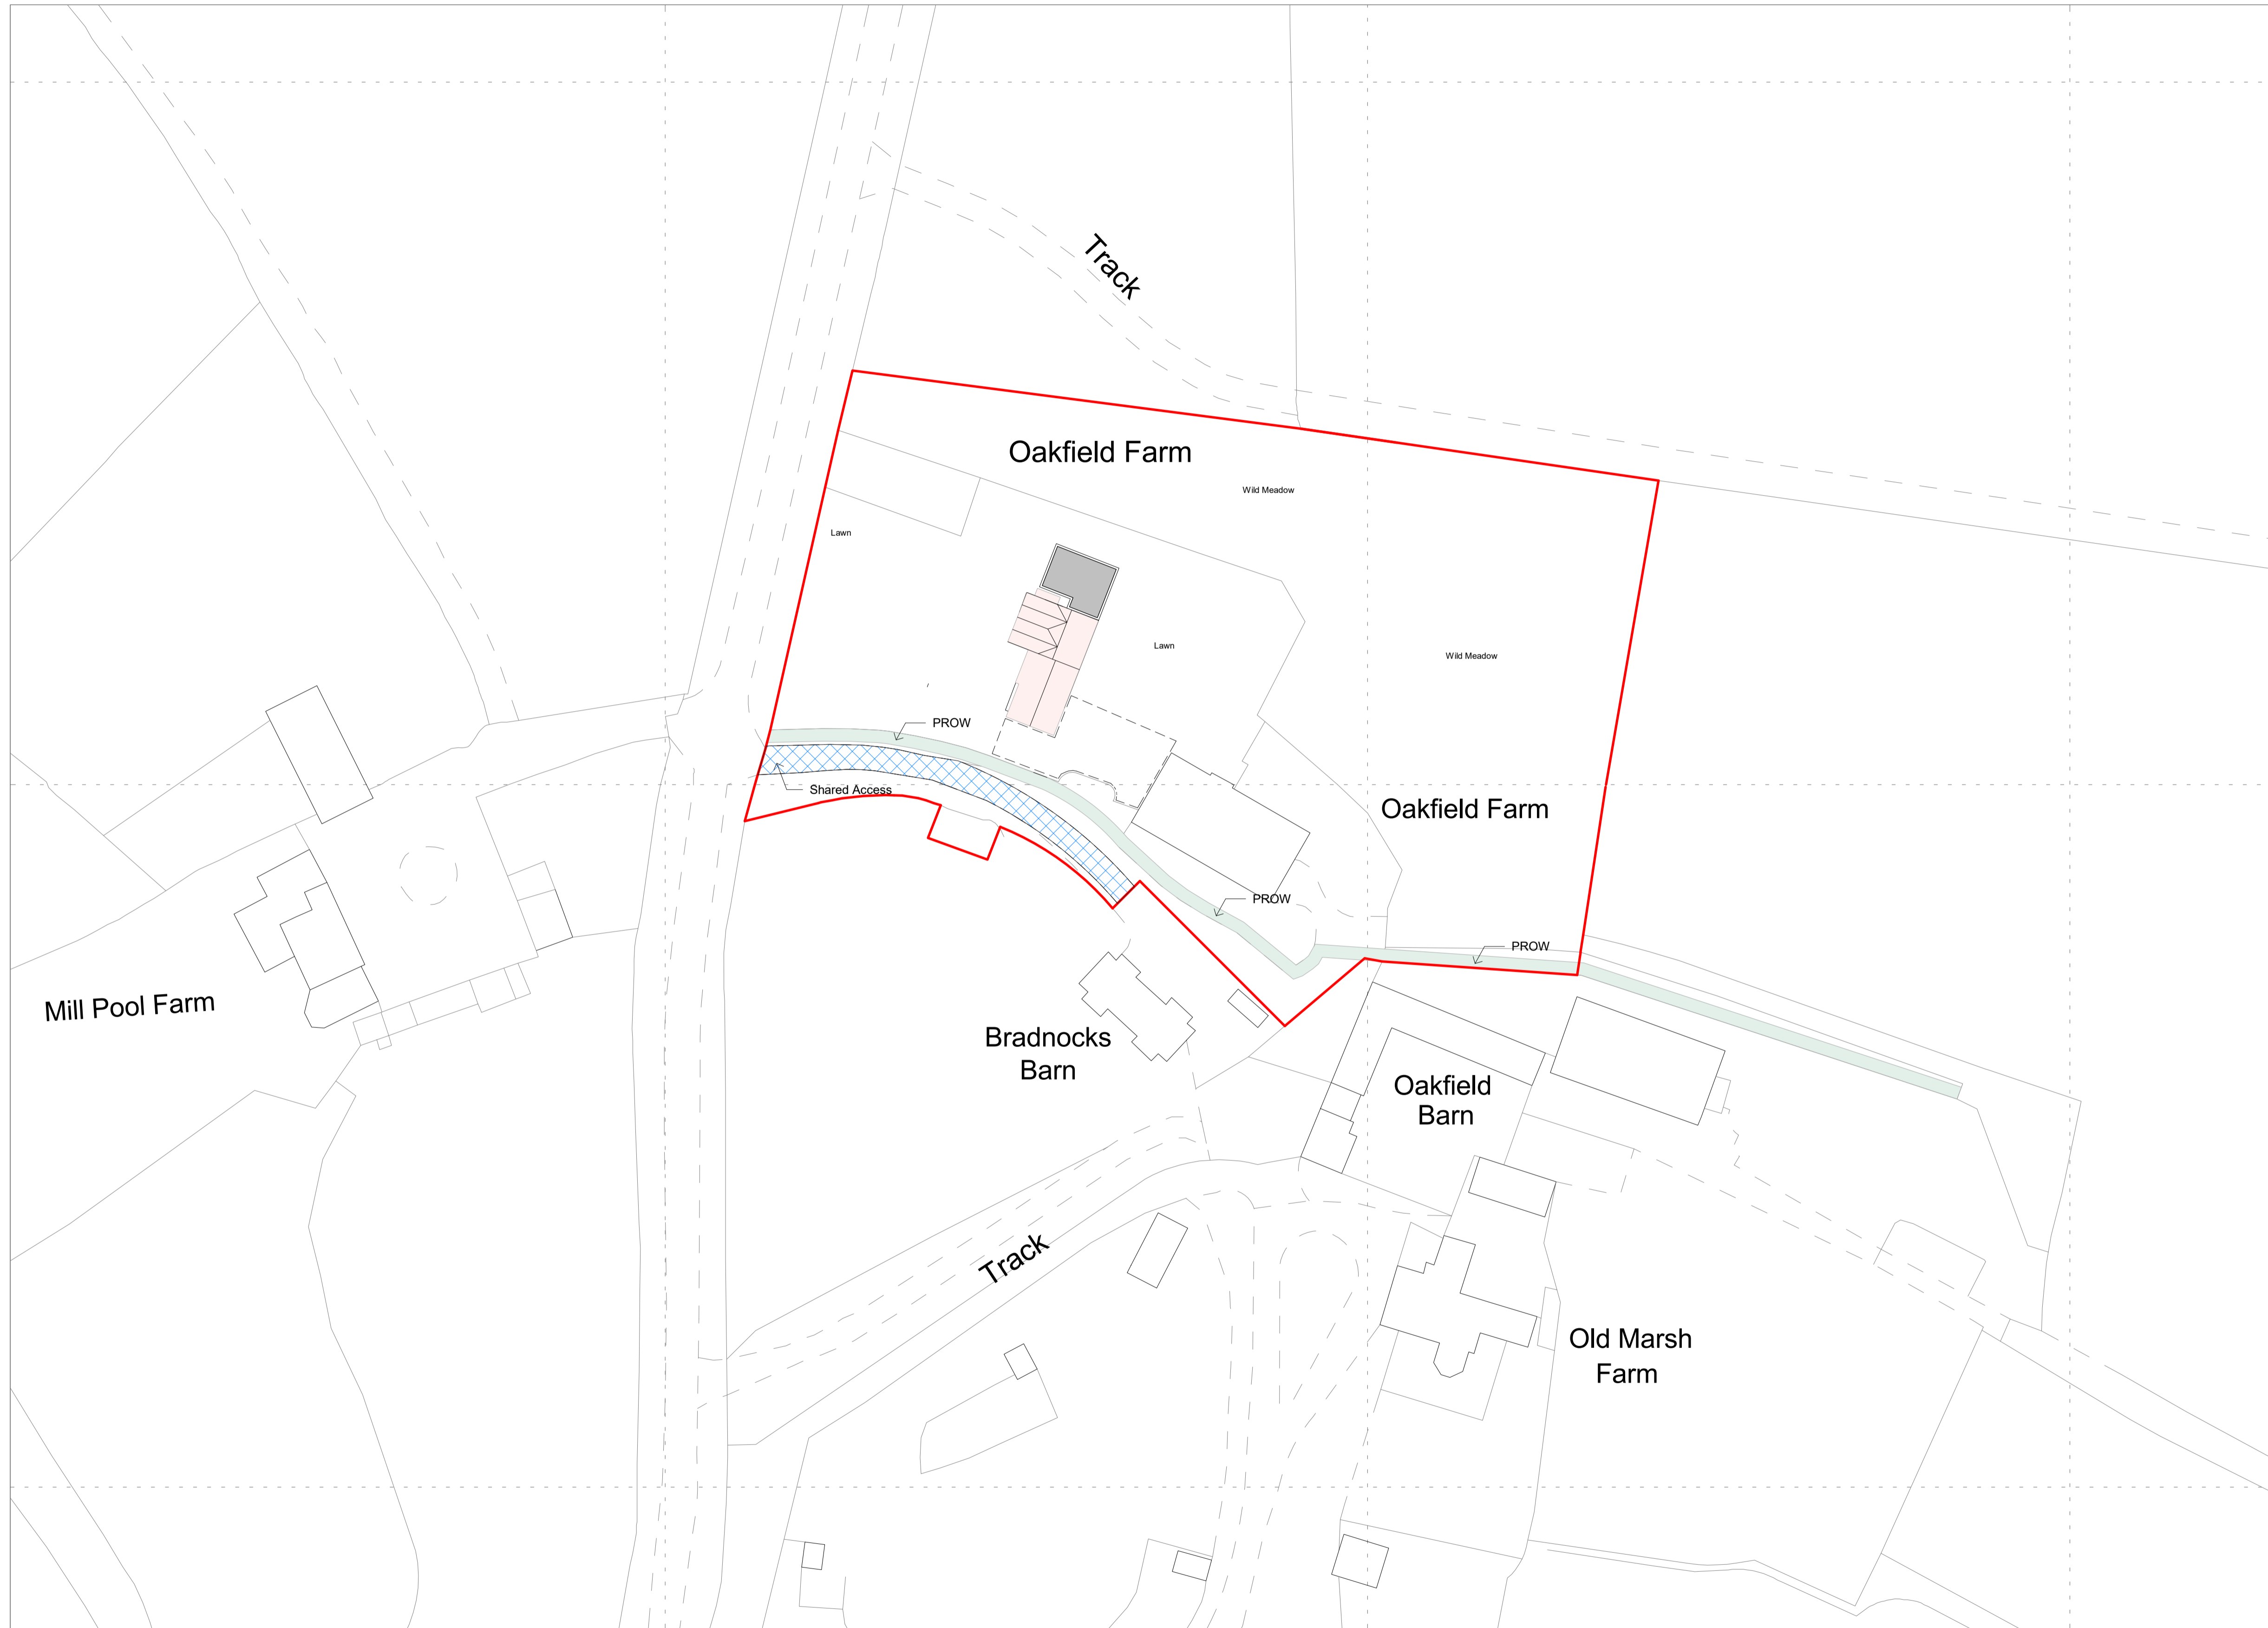 Track
Oakfield Farm
Wild Meadow
Lawn
Lawn
Wild Meadow
PROW
Shared Access
Oakfield Farm
PROW
PROW
Mill Pool Farm
Bradnocks
Barn
Oakfield
Barn
Track
Old Marsh
Farm